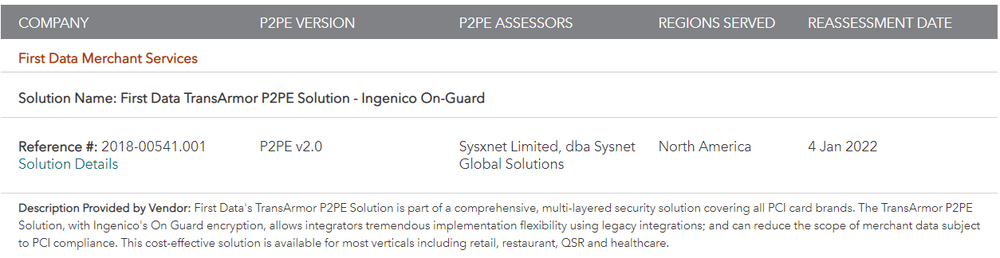 COMPANY P2PE VERSION P2PE ASSESSORS REGIONS SERVED REASSESSMENT DATE
First Data Merchant Services
Solution Name: First Data TransArmor P2PE Solution - Ingenico On-Guard
Reference #: 2018-00541.001 P2PE v2.0 Sysxnet Limited, dba Sysnet North America 4 Jan 2022
Solution Details Global Solutions
Description Provided by Vendor: First Data's TransArmor P2PE Solution is part of a comprehensive, multi-layered security solution covering all PCI card brands. The TransArmor P2PE
Solution, with Ingenico's On Guard encryption, allows integrators tremendous implementation flexibility using legacy integrations; and can reduce the scope of merchant data subject
to PCI compliance. This cost-effective solution is available for most verticals including retail, restaurant, QSR and healthcare.